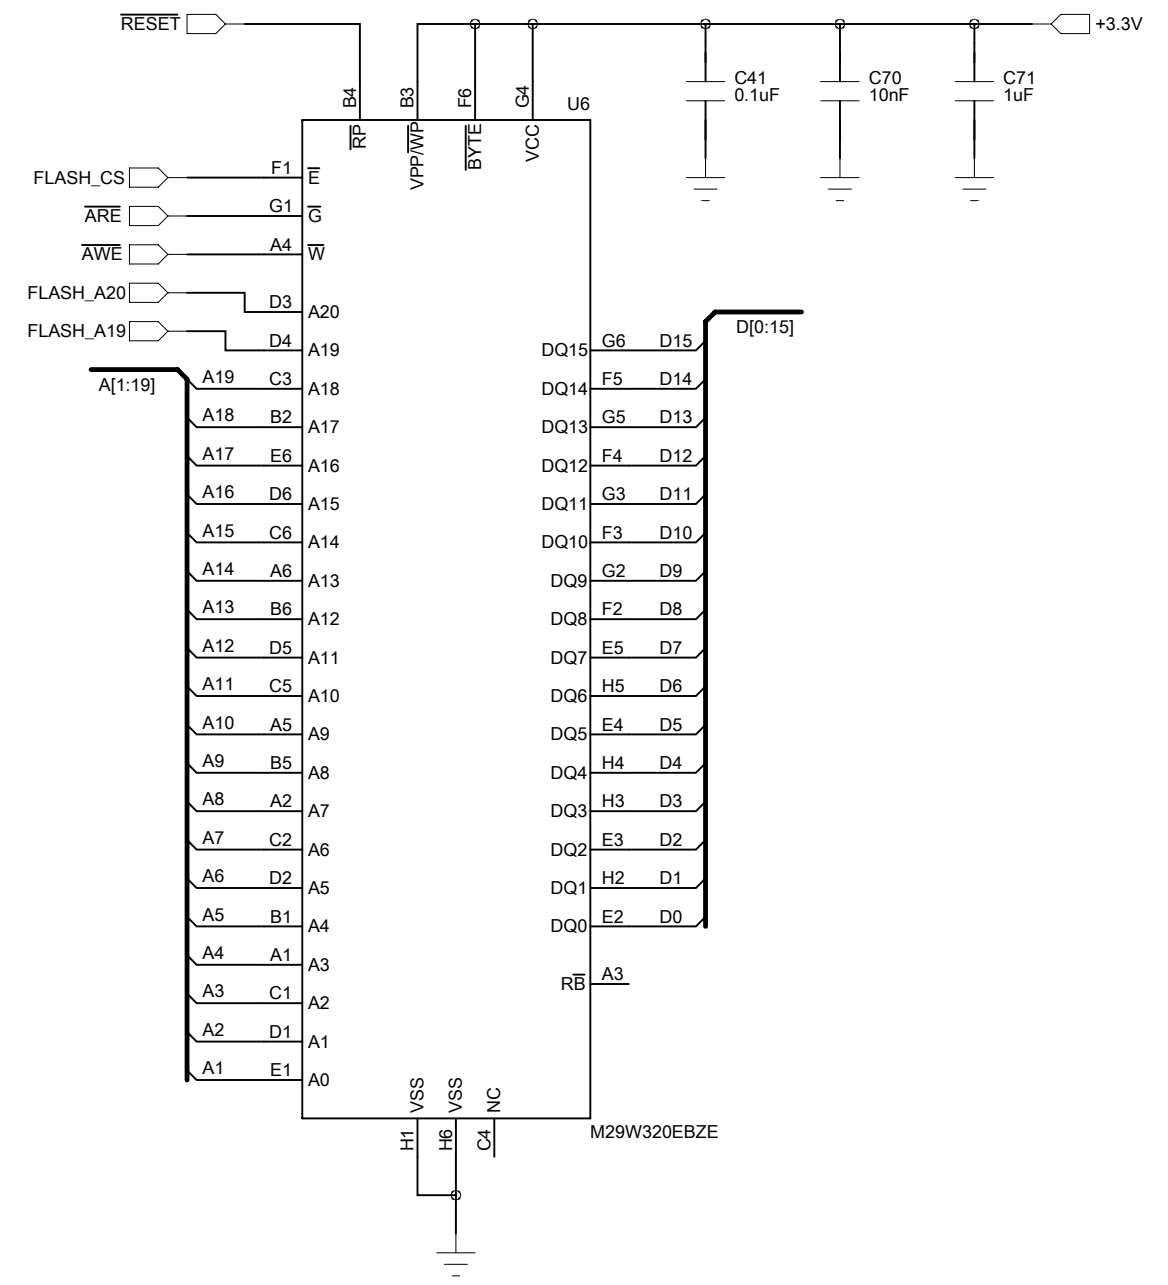 RESET
+3.3V
C41
0.1uF
C70
10nF
C71
1uF
B4
B3
F6
G4
U6
RP
VPP/WP
BYTE
VCC
FLASH_CS F1 E
ARE G1 G
AWE A4 W
FLASH_A20 D3 A20
FLASH_A19 D4 A19
A[1:19]
D[0:15]
A19 C3 A18
A18 B2 A17
A17 E6 A16
A16 D6 A15
A15 C6 A14
A14 A6 A13
A13 B6 A12
A12 D5 A11
A11 C5 A10
A10 A5 A9
A9 B5 A8
A8 A2 A7
A7 C2 A6
A6 D2 A5
A5 B1 A4
A4 A1 A3
A3 C1 A2
A2 D1 A1
A1 E1 A0
DQ15 G6 D15
DQ14 F5 D14
DQ13 G5 D13
DQ12 F4 D12
DQ11 G3 D11
DQ10 F3 D10
DQ9 G2 D9
DQ8 F2 D8
DQ7 E5 D7
DQ6 H5 D6
DQ5 E4 D5
DQ4 H4 D4
DQ3 H3 D3
DQ2 E3 D2
DQ1 H2 D1
DQ0 E2 D0
RB A3
VSS
VSS
NC
H1
H6
C4
M29W320EBZE